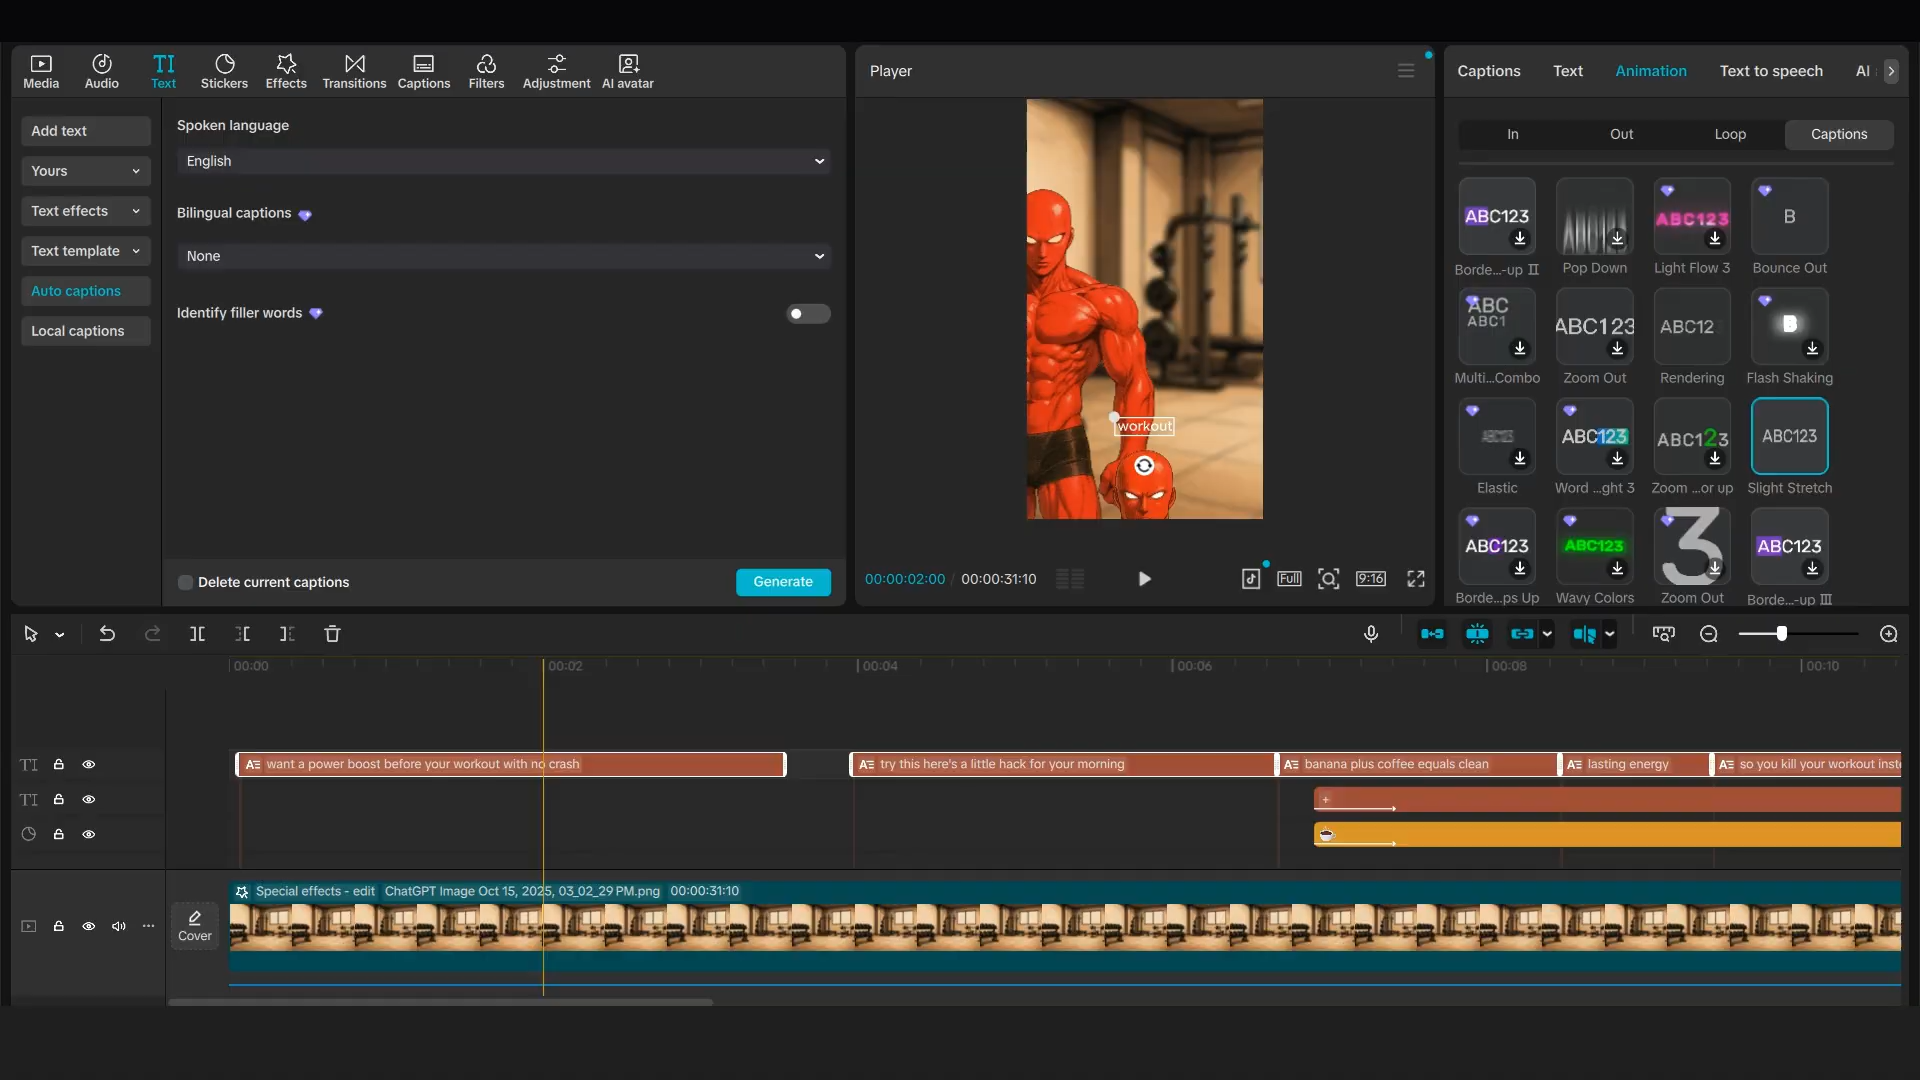 Media
Audio
TI
Text
Stickers
Effects
Transitions
Captions
Filters
Adjustment
AI avatar
Add text
Yours
Text effects
Text template
Auto captions
Local captions
Spoken language
English
Bilingual captions
None
Identify filler words
Delete current captions
Generate
Player
workout
00:00:02:00 / 00:00:31:10
Full
9:16
Captions Text Animation Text to speech AI
In Out Loop Captions
ABC123
Borde...-up II
Pop Down
ABC123
Light Flow 3
B
Bounce Out
ABC
ABC1
Multi...Combo
ABC123
Zoom Out
ABC12
Rendering
B
Flash Shaking
ABC123
Elastic
ABC123
Word ...ght 3
ABC123
Zoom ...or up
ABC123
Slight Stretch
ABC123
Borde...ps Up
ABC123
Wavy Colors
3
Zoom Out
ABC123
Borde...-up III
00:00 00:02 00:04 00:06 00:08 00:10
TI
A want a power boost before your workout with no crash
A try this here's a little hack for your morning
A banana plus coffee equals clean
A lasting energy
A so you kill your workout inste
TI
+
Cover
Special effects - edit ChatGPT Image Oct 15, 2025, 03_02_29 PM.png 00:00:31:10